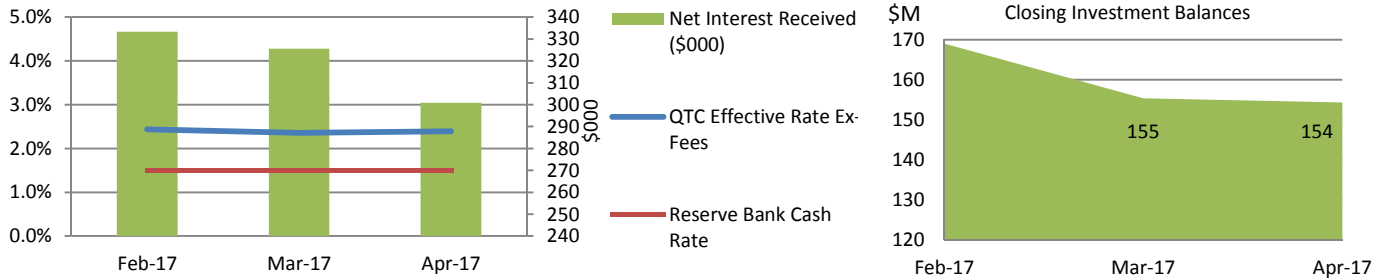 5.0%
4.0%
3.0%
2.0%
1.0%
0.0%
Feb-17
Mar-17
Apr-17
340
330
320
310
300
290
280
270
260
250
240
$000
Net Interest Received
($000)
QTC Effective Rate Ex-
Fees
Reserve Bank Cash
Rate
$M
Closing Investment Balances
170
160
150
140
130
120
155
154
Feb-17
Mar-17
Apr-17